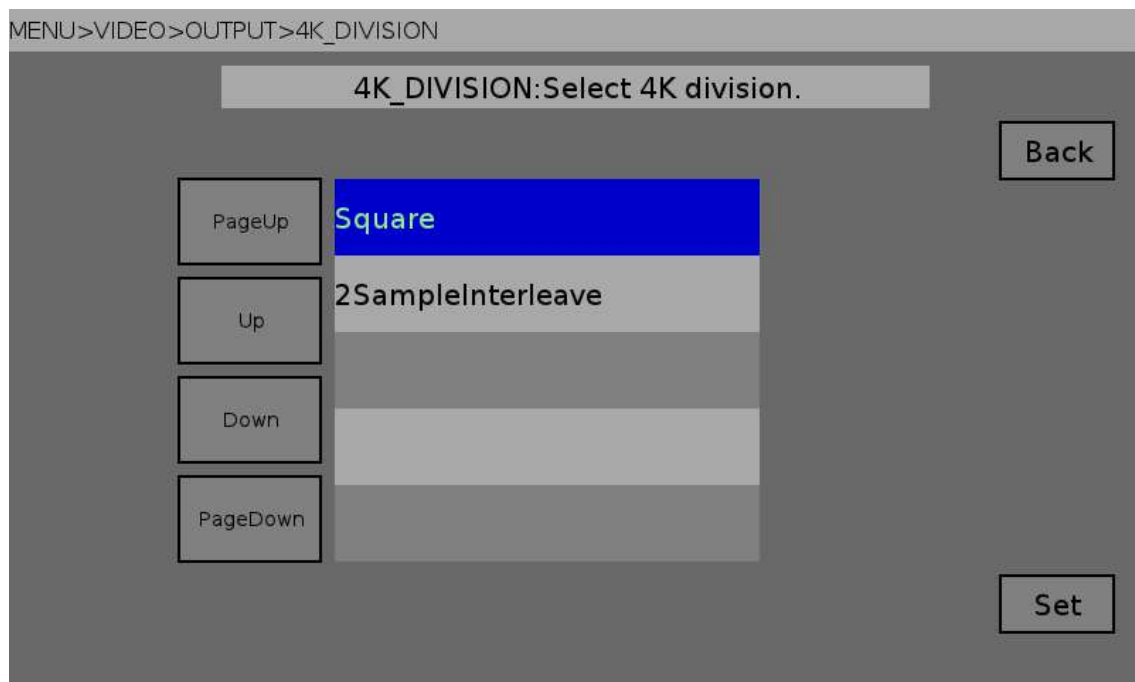 MENU>VIDEO>OUTPUT>4K_DIVISION
4K_DIVISION:Select 4K division.
Back
PageUp
Square
Up
2SampleInterleave
Down
PageDown
Set